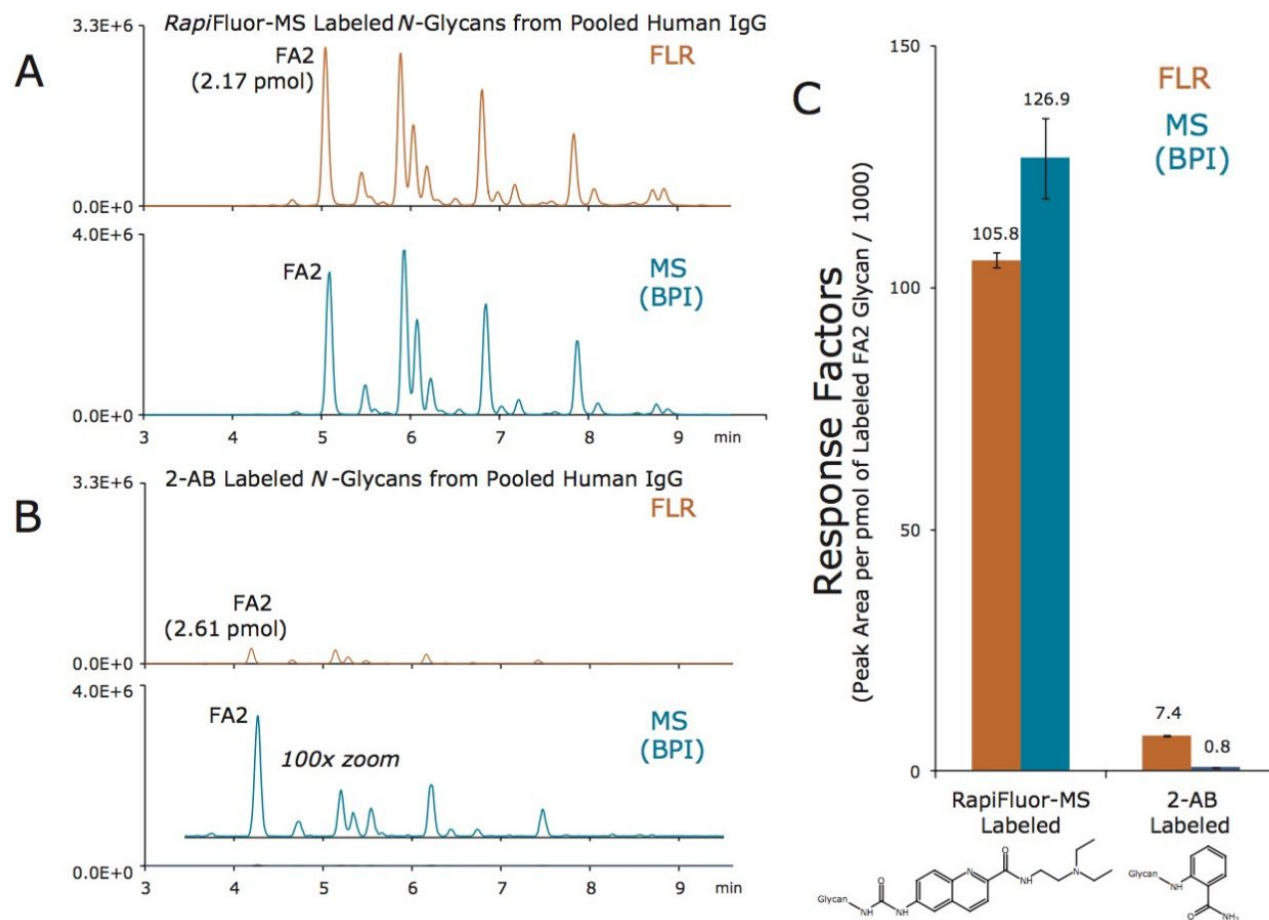 A
RapiFluor-MS Labeled N-Glycans from Pooled Human IgG
3.3E+6
FA2
(2.17 pmol)
FLR
0.0E+0
4.0E+6
FA2
MS
(BPI)
0.0E+0
3 4 5 6 7 8 9 min
B
2-AB Labeled N-Glycans from Pooled Human IgG
3.3E+6
FLR
FA2
(2.61 pmol)
0.0E+0
4.0E+6
FA2
MS
(BPI)
100x zoom
0.0E+0
3 4 5 6 7 8 9 min
C
Response Factors
(Peak Area per pmol of Labeled FA2 Glycan / 1000)
150
100
50
0
FLR
MS
(BPI)
105.8
126.9
7.4
0.8
RapiFluor-MS
Labeled
2-AB
Labeled
Glycan NH O NH N O NH N
Glycan NH O NH₂